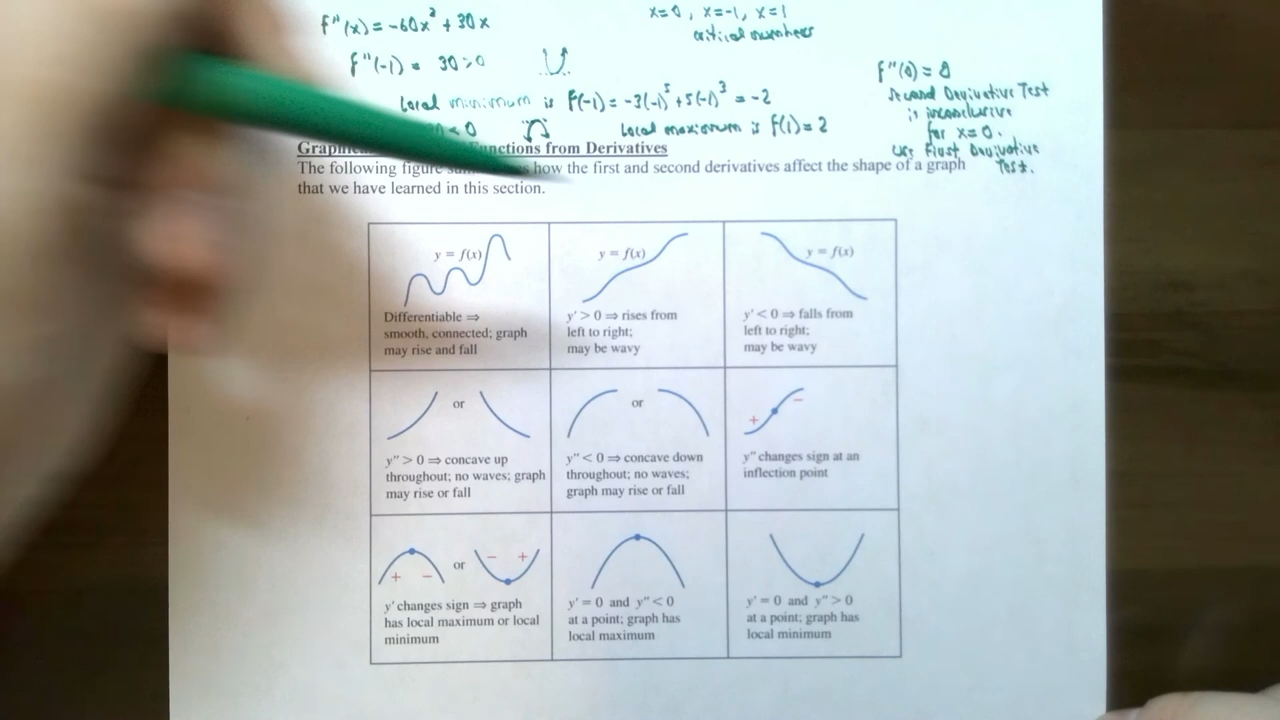 f"(x) = -60x² + 30x
x=0, x=-1, x=1
critical numbers
f"(-1) = 30>0
f"(0) = 0
Local minimum is f(-1) = -3(-1)⁵ + 5(-1)³ = -2
Second Derivative Test
is inconclusive
for x=0.
Use First Derivative
Test.
<0
Local maximum is f(1) = 2
Functions from Derivatives
The following figure how the first and second derivatives affect the shape of a graph
that we have learned in this section.
y = f(x)
Differentiable ⇒
smooth, connected; graph
may rise and fall
y = f(x)
y' > 0 ⇒ rises from
left to right;
may be wavy
y = f(x)
y' < 0 ⇒ falls from
left to right;
may be wavy
or
y" > 0 ⇒ concave up
throughout; no waves; graph
may rise or fall
or
y" < 0 ⇒ concave down
throughout; no waves;
graph may rise or fall
+ −
y" changes sign at an
inflection point
+ − or − +
y' changes sign ⇒ graph
has local maximum or local
minimum
y' = 0 and y" < 0
at a point; graph has
local maximum
y' = 0 and y" > 0
at a point; graph has
local minimum